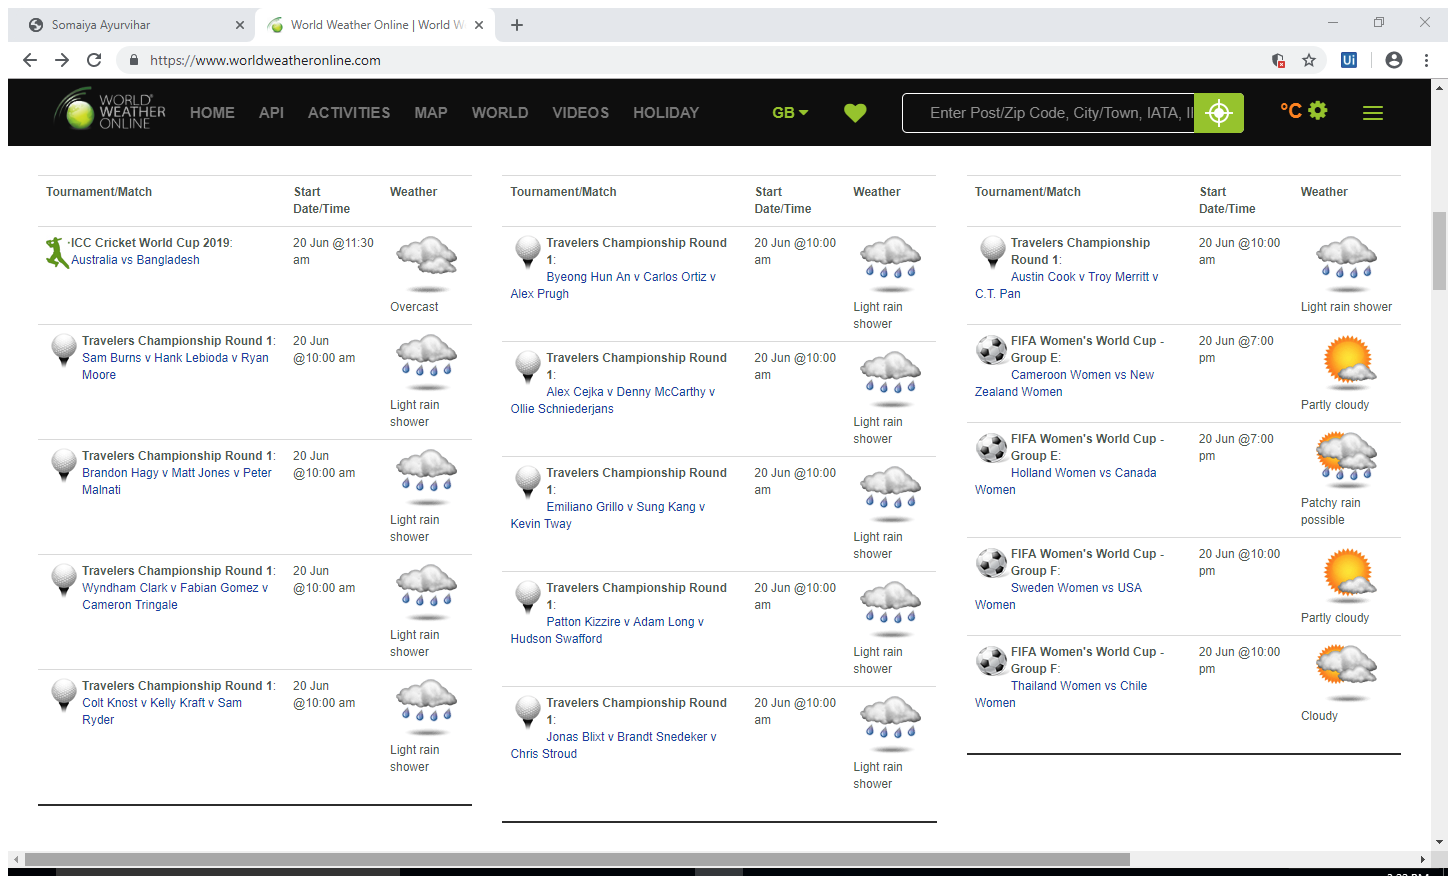 Somaiya Ayurvihar
World Weather Online | World W
https://www.worldweatheronline.com
Ui
WORLD
WEATHER
ONLINE
HOME API ACTIVITIES MAP WORLD VIDEOS HOLIDAY
GB
Enter Post/Zip Code, City/Town, IATA, II
°C
Tournament/Match Start Date/Time Weather
·ICC Cricket World Cup 2019: 20 Jun @11:30
Australia vs Bangladesh am
Overcast
Travelers Championship Round 1: 20 Jun
Sam Burns v Hank Lebioda v Ryan @10:00 am
Moore
Light rain
shower
Travelers Championship Round 1: 20 Jun
Brandon Hagy v Matt Jones v Peter @10:00 am
Malnati
Light rain
shower
Travelers Championship Round 1: 20 Jun
Wyndham Clark v Fabian Gomez v @10:00 am
Cameron Tringale
Light rain
shower
Travelers Championship Round 1: 20 Jun
Colt Knost v Kelly Kraft v Sam @10:00 am
Ryder
Light rain
shower
Tournament/Match Start Date/Time Weather
Travelers Championship Round 20 Jun @10:00
1: am
Byeong Hun An v Carlos Ortiz v
Alex Prugh
Light rain
shower
Travelers Championship Round 20 Jun @10:00
1: am
Alex Cejka v Denny McCarthy v
Ollie Schniederjans
Light rain
shower
Travelers Championship Round 20 Jun @10:00
1: am
Emiliano Grillo v Sung Kang v
Kevin Tway
Light rain
shower
Travelers Championship Round 20 Jun @10:00
1: am
Patton Kizzire v Adam Long v
Hudson Swafford
Light rain
shower
Travelers Championship Round 20 Jun @10:00
1: am
Jonas Blixt v Brandt Snedeker v
Chris Stroud
Light rain
shower
Tournament/Match Start Date/Time Weather
Travelers Championship 20 Jun @10:00
Round 1: am
Austin Cook v Troy Merritt v
C.T. Pan
Light rain shower
FIFA Women's World Cup - 20 Jun @7:00
Group E: pm
Cameroon Women vs New
Zealand Women
Partly cloudy
FIFA Women's World Cup - 20 Jun @7:00
Group E: pm
Holland Women vs Canada
Women
Patchy rain
possible
FIFA Women's World Cup - 20 Jun @10:00
Group F: pm
Sweden Women vs USA
Women
Partly cloudy
FIFA Women's World Cup - 20 Jun @10:00
Group F: pm
Thailand Women vs Chile
Women
Cloudy